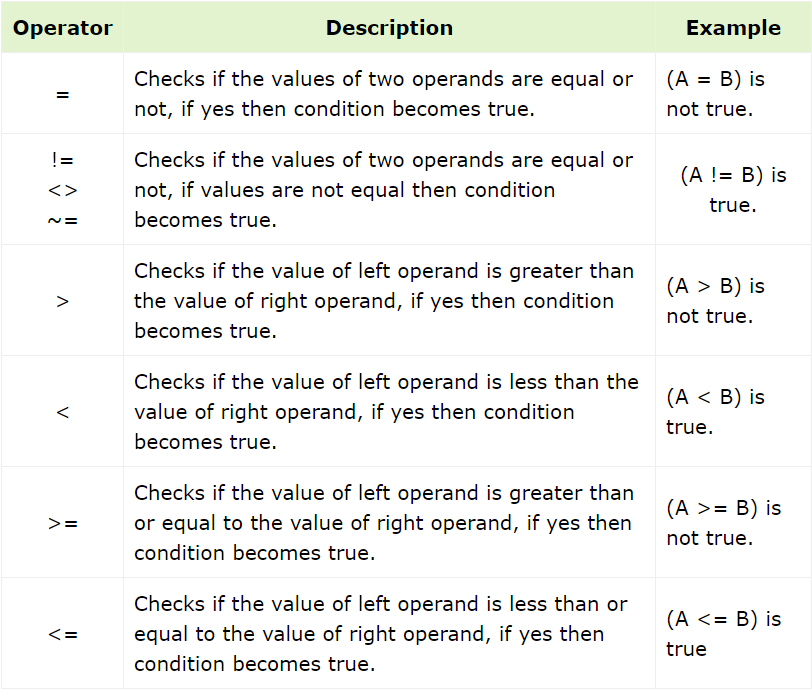 Operator Description Example
=
Checks if the values of two operands are equal or
not, if yes then condition becomes true.
(A = B) is
not true.
!=
<>
~=
Checks if the values of two operands are equal or
not, if values are not equal then condition
becomes true.
(A != B) is
true.
>
Checks if the value of left operand is greater than
the value of right operand, if yes then condition
becomes true.
(A > B) is
not true.
<
Checks if the value of left operand is less than the
value of right operand, if yes then condition
becomes true.
(A < B) is
true.
>=
Checks if the value of left operand is greater than
or equal to the value of right operand, if yes then
condition becomes true.
(A >= B) is
not true.
<=
Checks if the value of left operand is less than or
equal to the value of right operand, if yes then
condition becomes true.
(A <= B) is
true